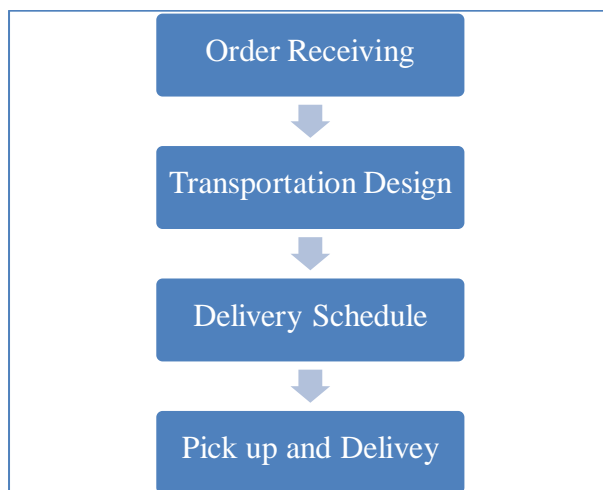 Order Receiving
Transportation Design
Delivery Schedule
Pick up and Delivey